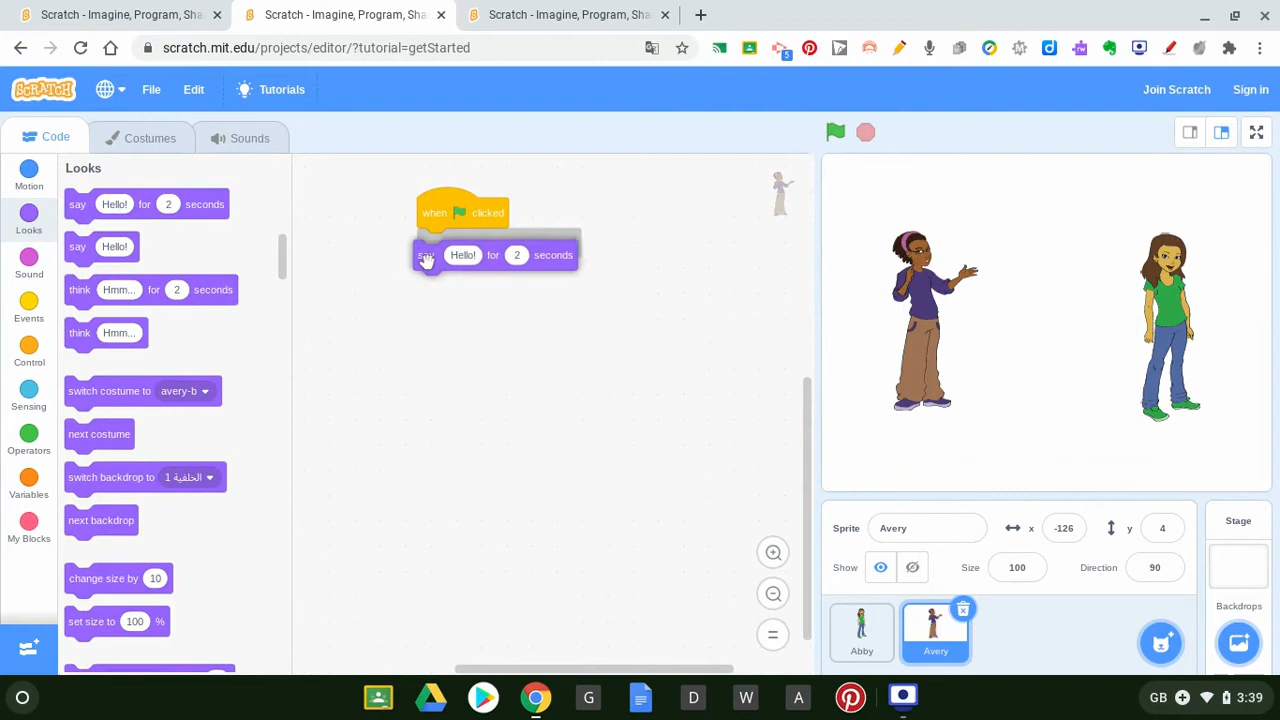 Scratch - Imagine, Program, Sha
Scratch - Imagine, Program, Sha
Scratch - Imagine, Program, Sha
scratch.mit.edu/projects/editor/?tutorial=getStarted
5
SCRATCH
File
Edit
Tutorials
Join Scratch
Sign in
Code
Costumes
Sounds
Motion
Looks
Sound
Events
Control
Sensing
Operators
Variables
My Blocks
Looks
say Hello! for 2 seconds
say Hello!
think Hmm... for 2 seconds
think Hmm...
switch costume to avery-b
next costume
switch backdrop to الخلفية 1
next backdrop
change size by 10
set size to 100 %
when clicked
say Hello! for 2 seconds
Sprite Avery x -126 y 4
Show Size 100 Direction 90
Abby
Avery
Stage
Backdrops
G
D
W
A
GB
3:39